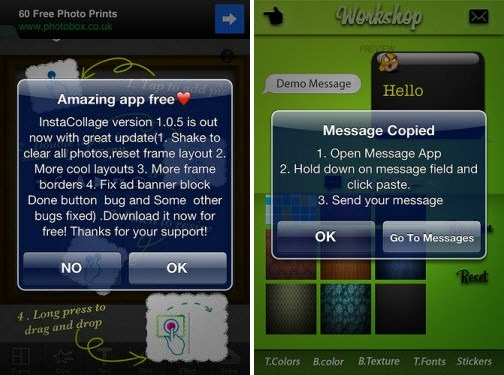 60 Free Photo Prints
www.photobox.co.uk
1. Tap to add pic
Amazing app free❤️
InstaCollage version 1.0.5 is out
now with great update(1. Shake to
clear all photos,reset frame layout 2.
More cool layouts 3. More frame
borders 4. Fix ad banner block
Done button bug and Some other
bugs fixed) .Download it now for
free! Thanks for your support!
NO
OK
4 . Long press to
drag and drop
Frame
Workshop
PREVIEW
Demo Message
Hello
Message Copied
1. Open Message App
2. Hold down on message field and
click paste.
3. Send your message
OK
Go To Messages
Reset
T.Colors
B.color
B.Texture
T.Fonts
Stickers